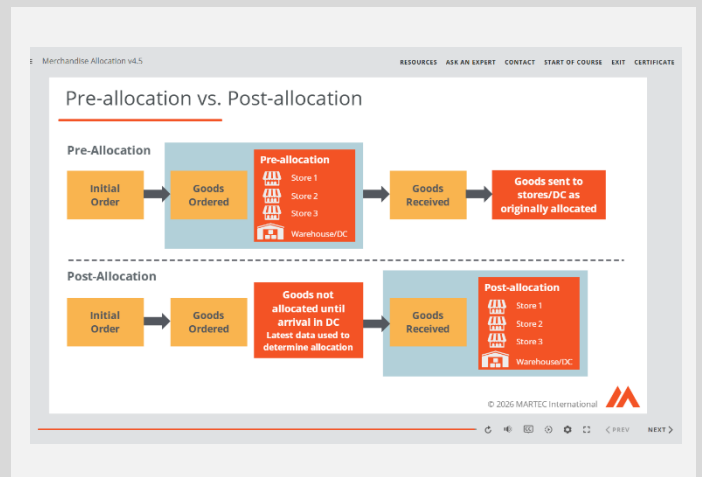 Merchandise Allocation v4.5
RESOURCES ASK AN EXPERT CONTACT START OF COURSE EXIT CERTIFICATE
Pre-allocation vs. Post-allocation
Pre-Allocation
Initial
Order
Goods
Ordered
Pre-allocation
Store 1
Store 2
Store 3
Warehouse/DC
Goods
Received
Goods sent to
stores/DC as
originally allocated
Post-Allocation
Initial
Order
Goods
Ordered
Goods not
allocated until
arrival in DC
Latest data used to
determine allocation
Goods
Received
Post-allocation
Store 1
Store 2
Store 3
Warehouse/DC
© 2026 MARTEC International
CC
PREV
NEXT